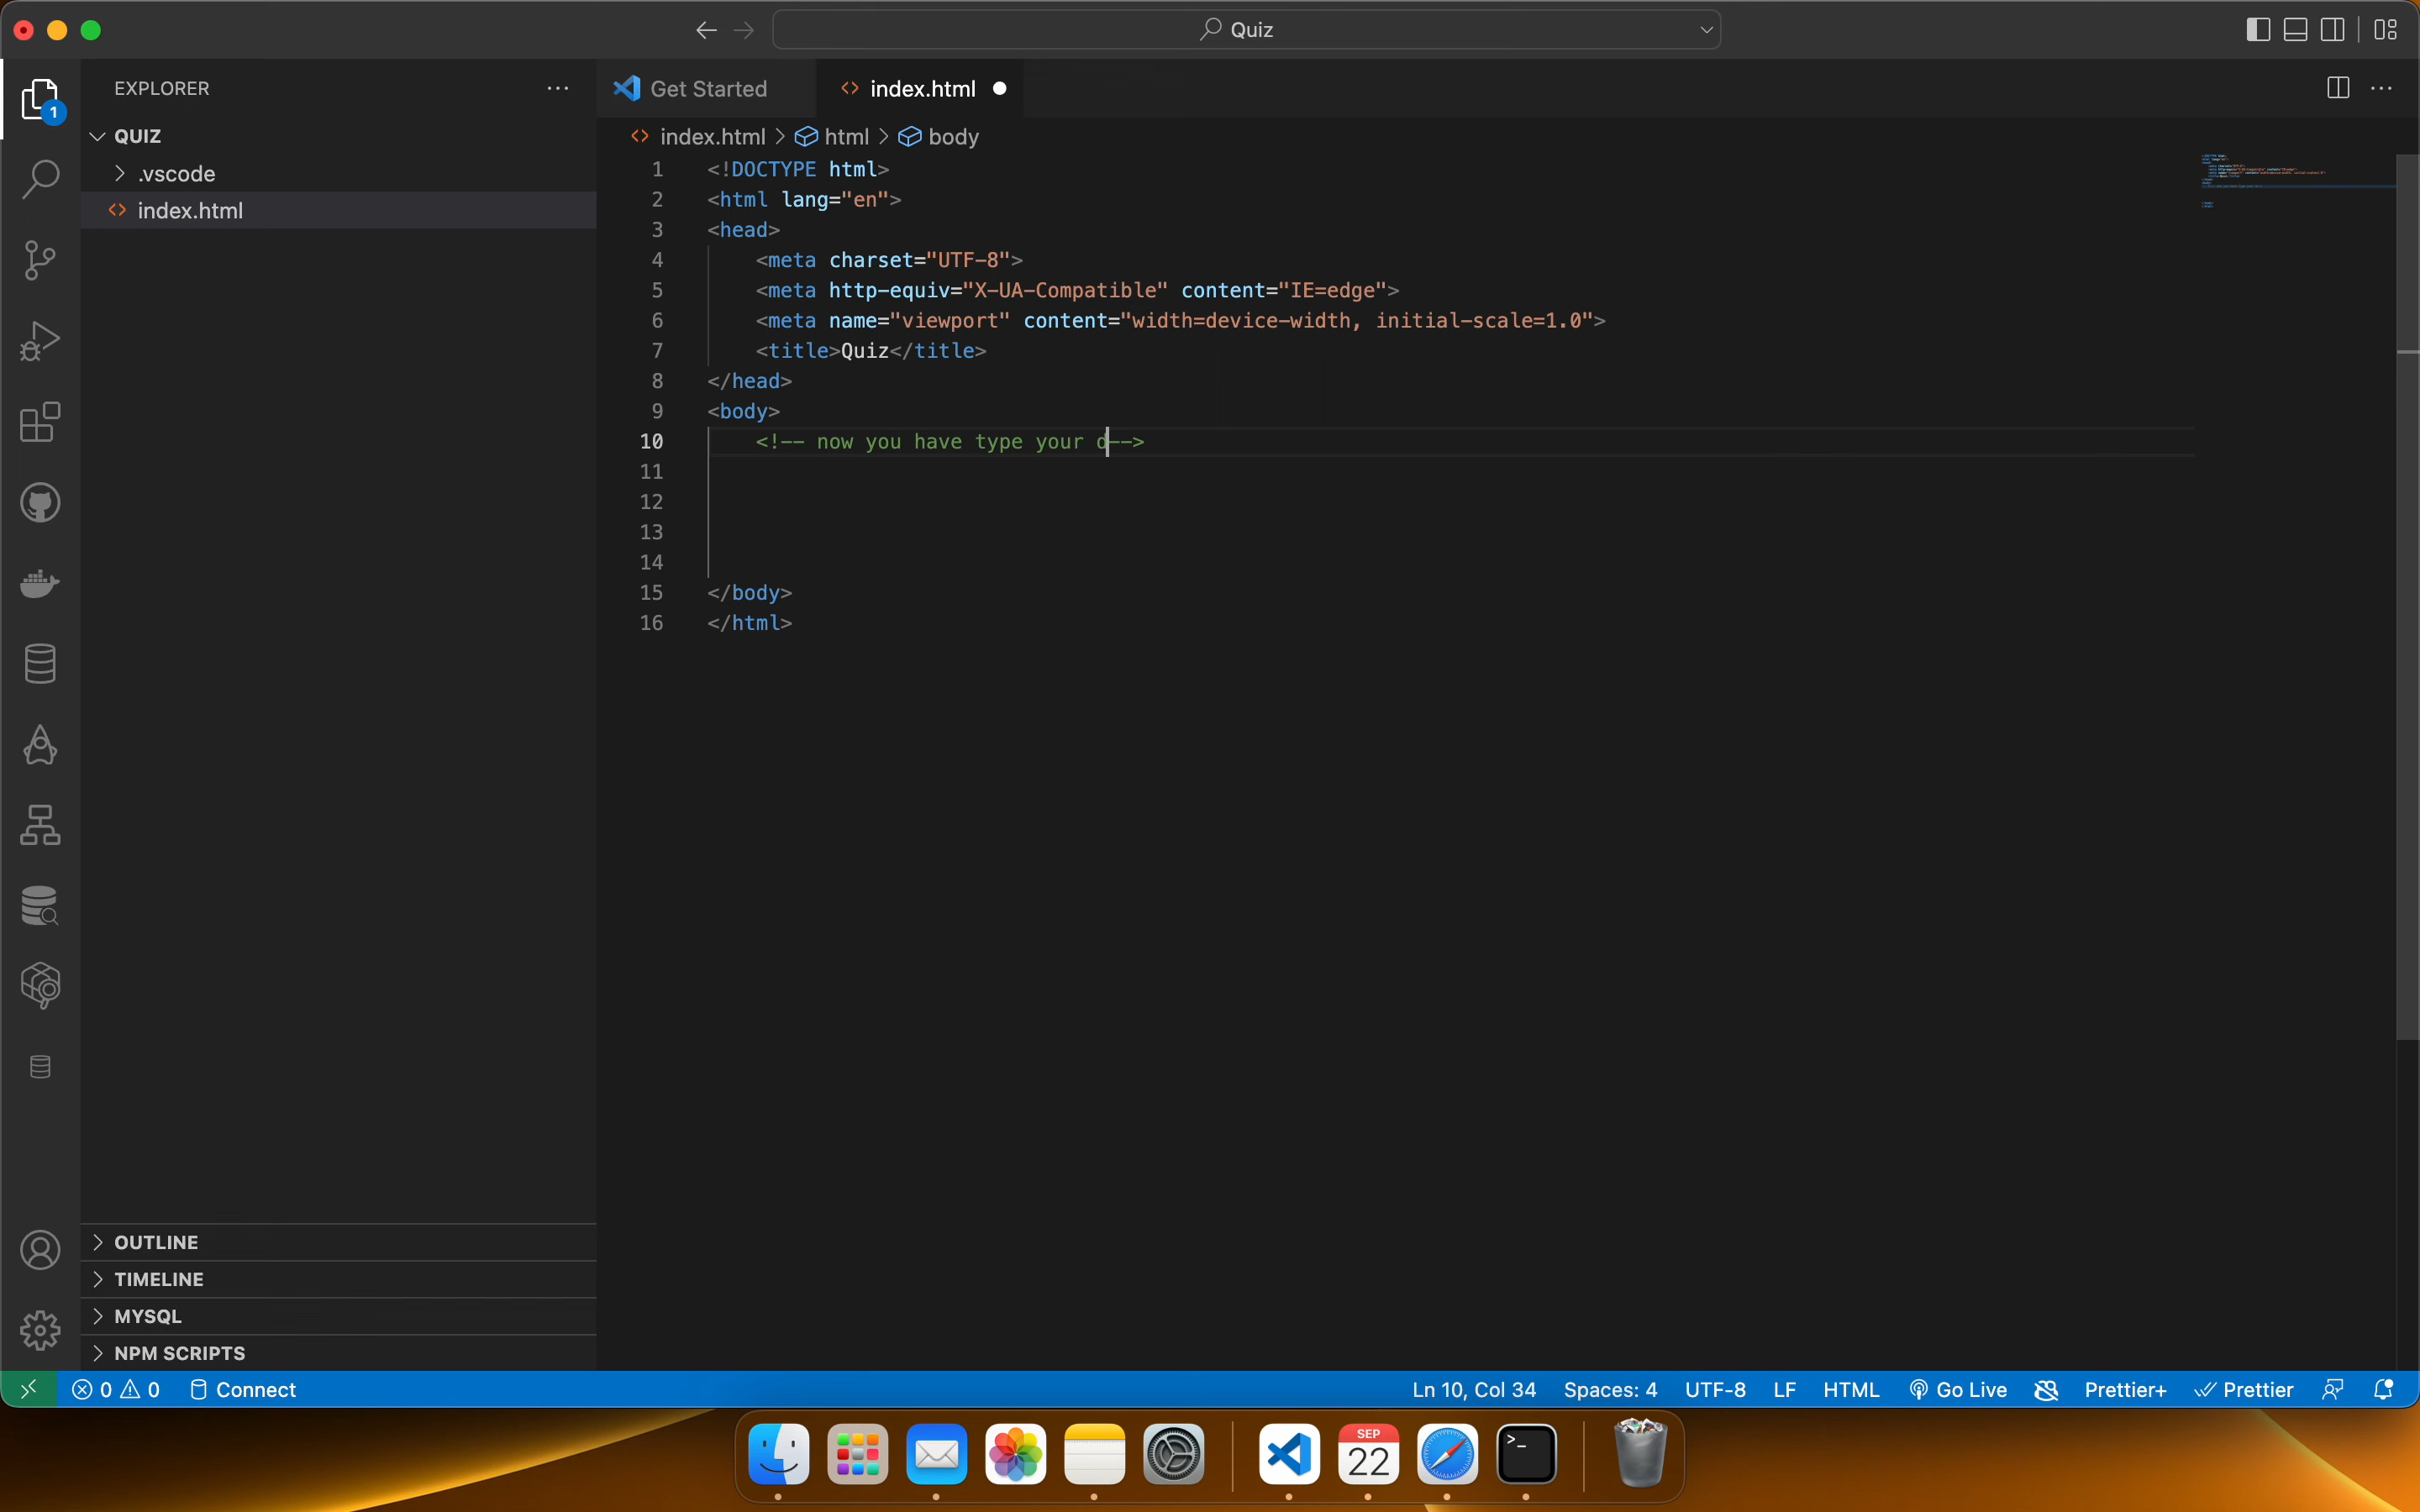 Quiz
EXPLORER
Get Started
index.html
1
QUIZ
.vscode
index.html
index.html > html > body
1 <!DOCTYPE html>
2 <html lang="en">
3 <head>
4 <meta charset="UTF-8">
5 <meta http-equiv="X-UA-Compatible" content="IE=edge">
6 <meta name="viewport" content="width=device-width, initial-scale=1.0">
7 <title>Quiz</title>
8 </head>
9 <body>
10 <!-- now you have type your d-->
11
12
13
14
15 </body>
16 </html>
OUTLINE
TIMELINE
MYSQL
NPM SCRIPTS
0 0 Connect Ln 10, Col 34 Spaces: 4 UTF-8 LF HTML Go Live Prettier+ Prettier
SEP
22
>_